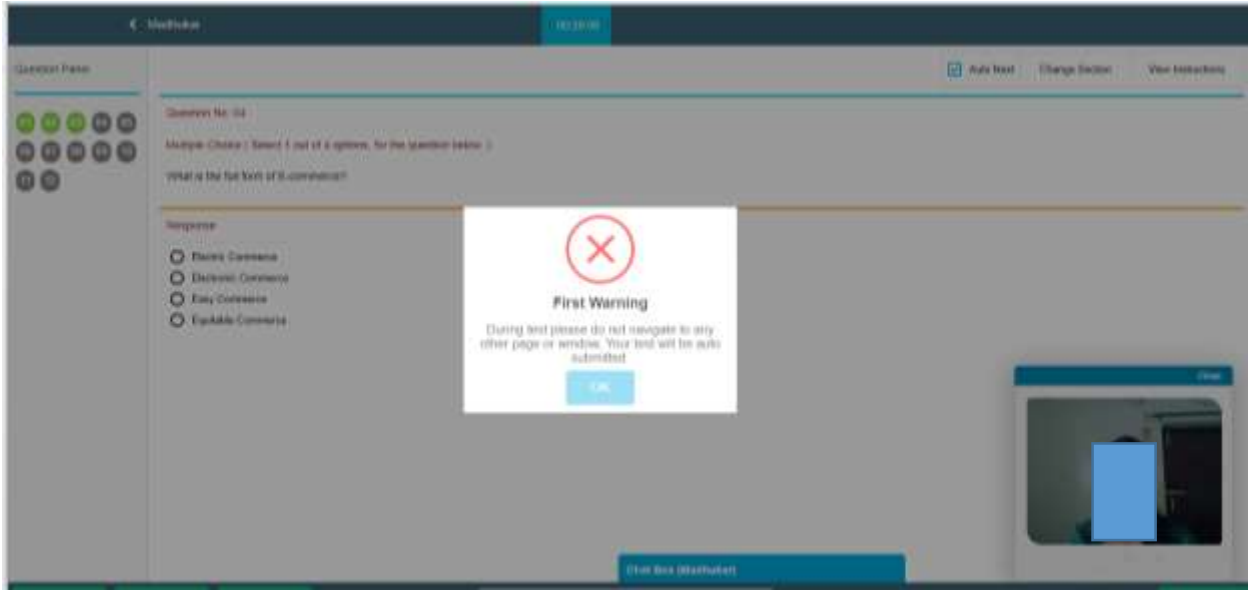 Madhukar
Question Panel
Auto Next
Change Section
View Instructions
Question No. 04
Multiple Choice ( Select 1 out of 4 options, for the question below. )
What is the full form of E-commerce?
Response
Electric Commerce
Electronic Commerce
Easy Commerce
Equitable Commerce
First Warning
During test please do not navigate to any
other page or window. Your test will be auto
submitted
OK
Chat Box (Madhukar)